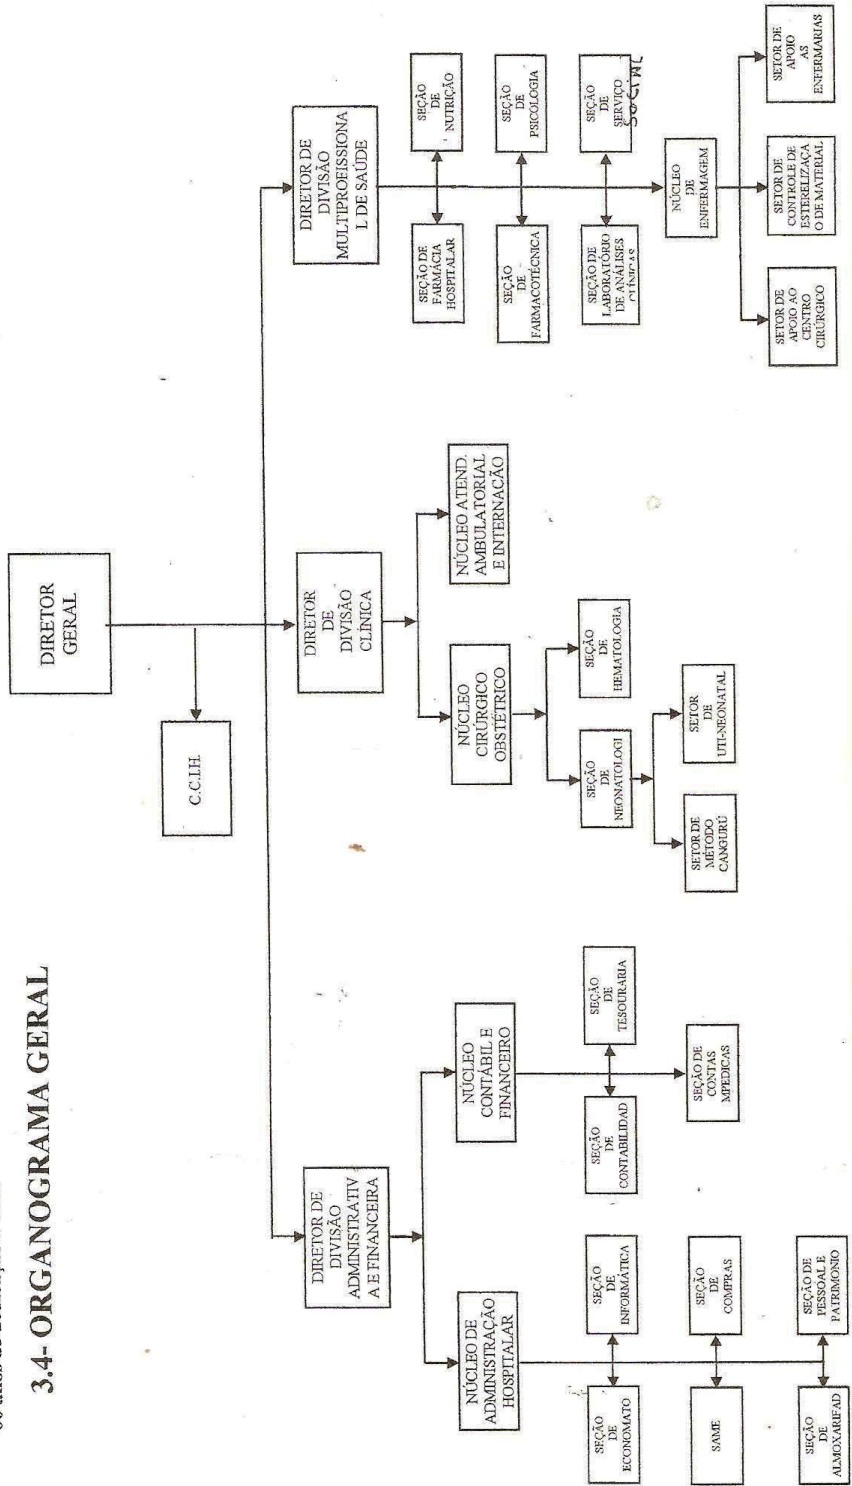 3.4- ORGANOGRAMA GERAL
DIRETOR
GERAL
C.C.I.H.
DIRETOR DE
DIVISÃO
ADMINISTRATIV
A E FINANCEIRA
DIRETOR
DE
DIVISÃO
CLÍNICA
DIRETOR DE
DIVISÃO
MULTIPROFISSIONA
L DE SAÚDE
NÚCLEO DE
ADMINISTRAÇÃO
HOSPITALAR
NÚCLEO
CONTÁBIL E
FINANCEIRO
NÚCLEO
CIRÚRGICO
OBSTÉTRICO
NÚCLEO ATEND.
AMBULATORIAL
E INTERNAÇÃO
SEÇÃO DE
FARMÁCIA
HOSPITALAR
SEÇÃO
DE
NUTRIÇÃO
SEÇÃO
DE
FARMACOTÉCNICA
SEÇÃO
DE
PSICOLOGIA
SEÇÃO
DE
ECONOMATO
SEÇÃO
DE
INFORMÁTICA
SEÇÃO
DE
CONTABILIDAD
SEÇÃO
DE
TESOURARIA
SEÇÃO
DE
NEONATOLOGI
SEÇÃO
DE
HEMATOLOGIA
SEÇÃO DE
LABORATÓRIO
DE ANÁLISES
CLÍNICAS
SEÇÃO
DE
SERVIÇO
SOCIAL
SAME
SEÇÃO
DE
COMPRAS
SEÇÃO DE
CONTAS
MPEDICAS
SETOR DE
MÉTODO
CANGURÚ
SETOR
DE
UTI-NEONATAL
NÚCLEO
DE
ENFERMAGEM
SEÇÃO
DE
ALMOXARIFAD
SEÇÃO DE
PESSOAL E
PATRIMONIO
SETOR DE
APOIO AO
CENTRO
CIRÚRGICO
SETOR DE
CONTROLE DE
ESTERELIZAÇA
O DE MATERIAL
SETOR DE
APOIO
AS
ENFERMARIAS